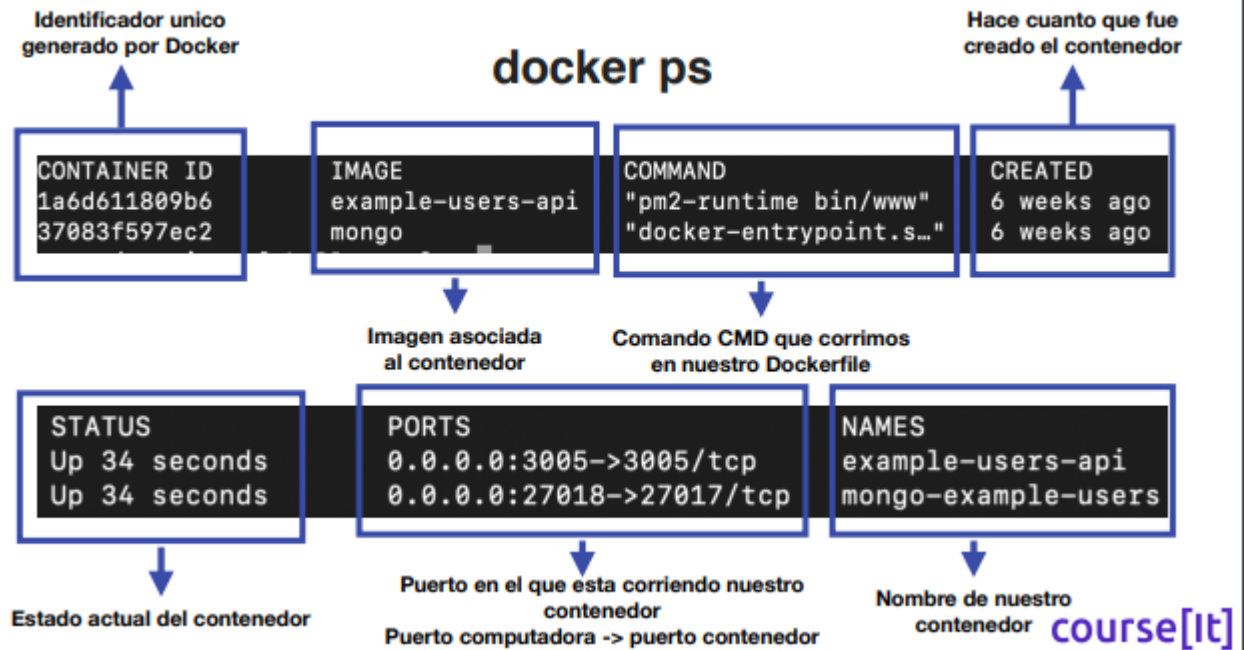 Identificador unico
generado por Docker
Hace cuanto que fue
creado el contenedor
docker ps
CONTAINER ID IMAGE COMMAND CREATED
1a6d611809b6 example-users-api "pm2-runtime bin/www" 6 weeks ago
37083f597ec2 mongo "docker-entrypoint.s…" 6 weeks ago
Imagen asociada
al contenedor
Comando CMD que corrimos
en nuestro Dockerfile
STATUS PORTS NAMES
Up 34 seconds 0.0.0.0:3005->3005/tcp example-users-api
Up 34 seconds 0.0.0.0:27018->27017/tcp mongo-example-users
Estado actual del contenedor
Puerto en el que esta corriendo nuestro
contenedor
Puerto computadora -> puerto contenedor
Nombre de nuestro
contenedor
course[It]